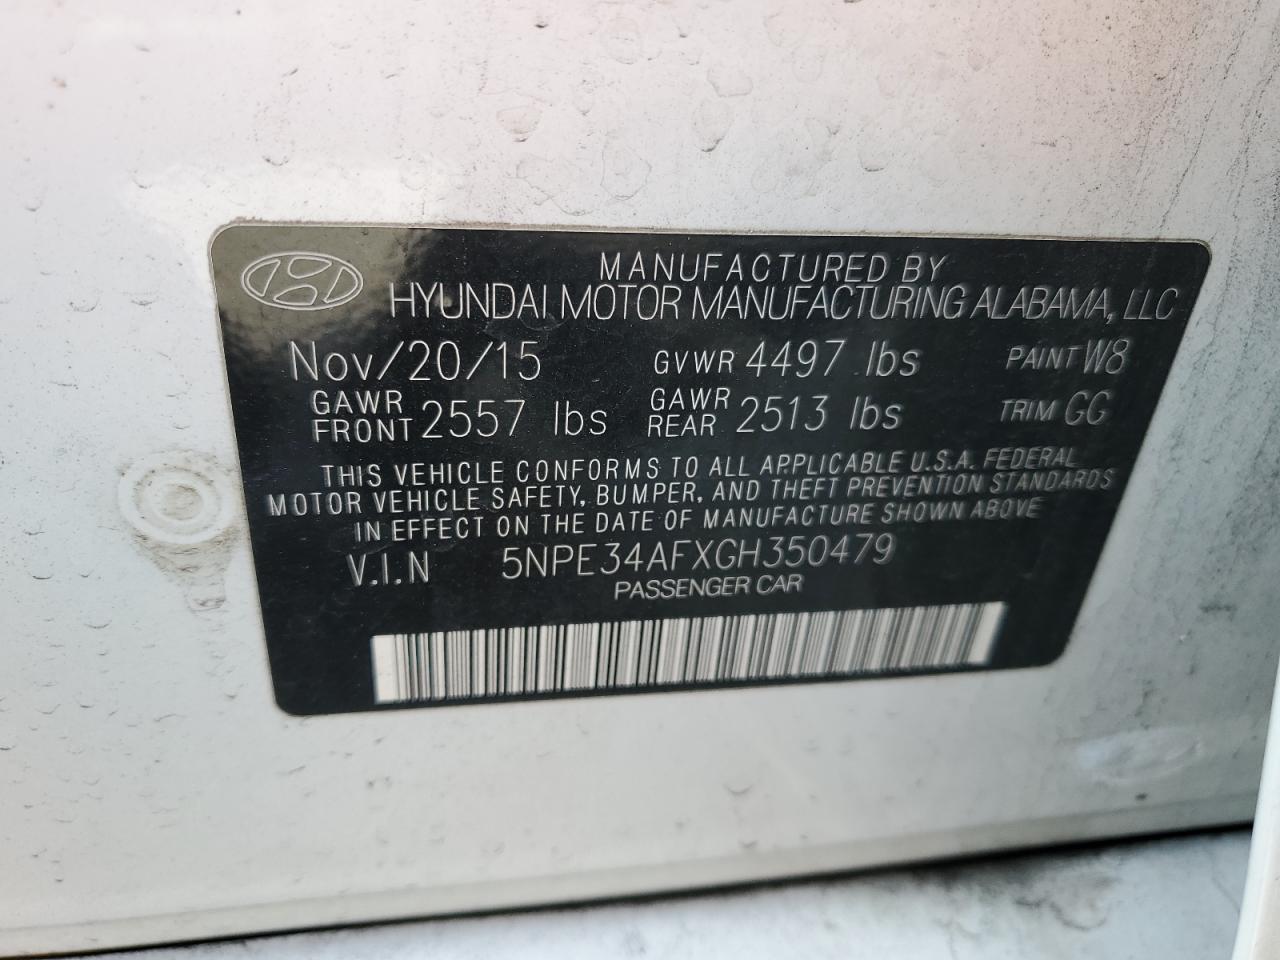 MANUFACTURED BY
HYUNDAI MOTOR MANUFACTURING ALABAMA, LLC
Nov/20/15 GVWR 4497 lbs PAINT W8
GAWR FRONT 2557 lbs GAWR REAR 2513 lbs TRIM GG
THIS VEHICLE CONFORMS TO ALL APPLICABLE U.S.A. FEDERAL
MOTOR VEHICLE SAFETY, BUMPER, AND THEFT PREVENTION STANDARDS
IN EFFECT ON THE DATE OF MANUFACTURE SHOWN ABOVE
V.I.N 5NPE34AFXGH350479
PASSENGER CAR